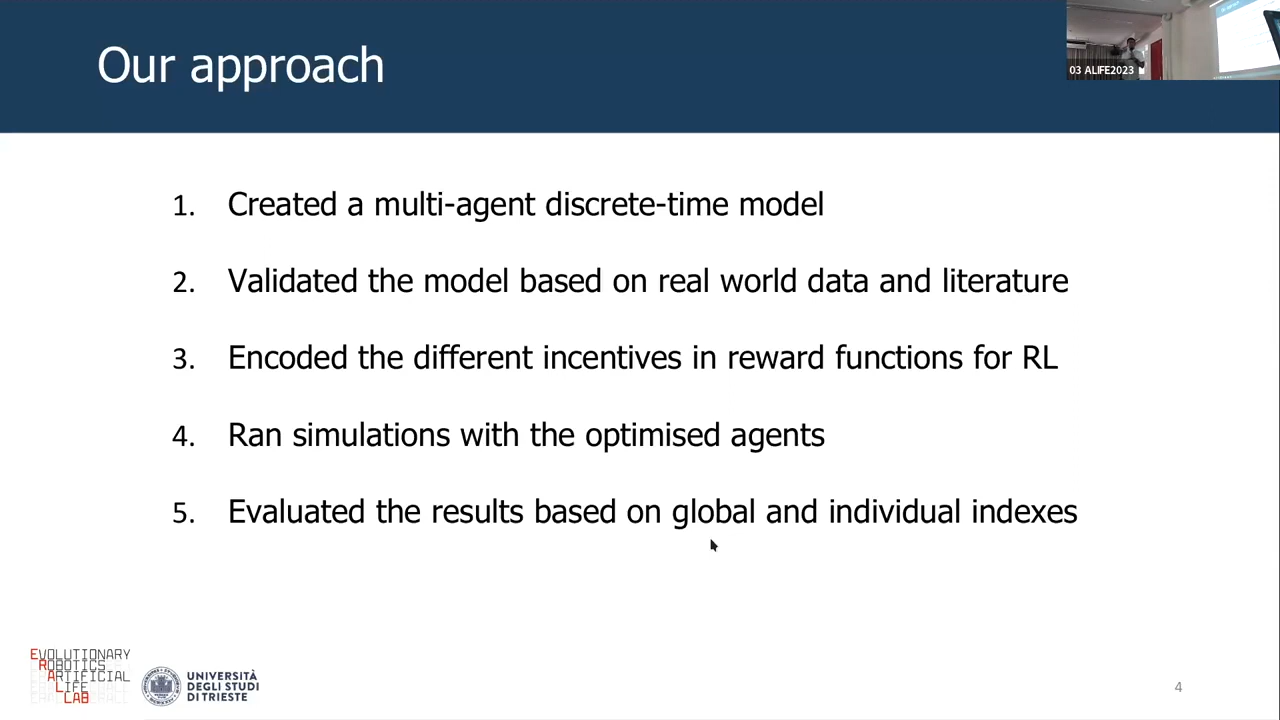 Our approach
03 ALIFE2023
1. Created a multi-agent discrete-time model
2. Validated the model based on real world data and literature
3. Encoded the different incentives in reward functions for RL
4. Ran simulations with the optimised agents
5. Evaluated the results based on global and individual indexes
EVOLUTIONARY
ROBOTICS
ARTIFICIAL
LIFE
LAB
UNIVERSITÀ
DEGLI STUDI
DI TRIESTE
4